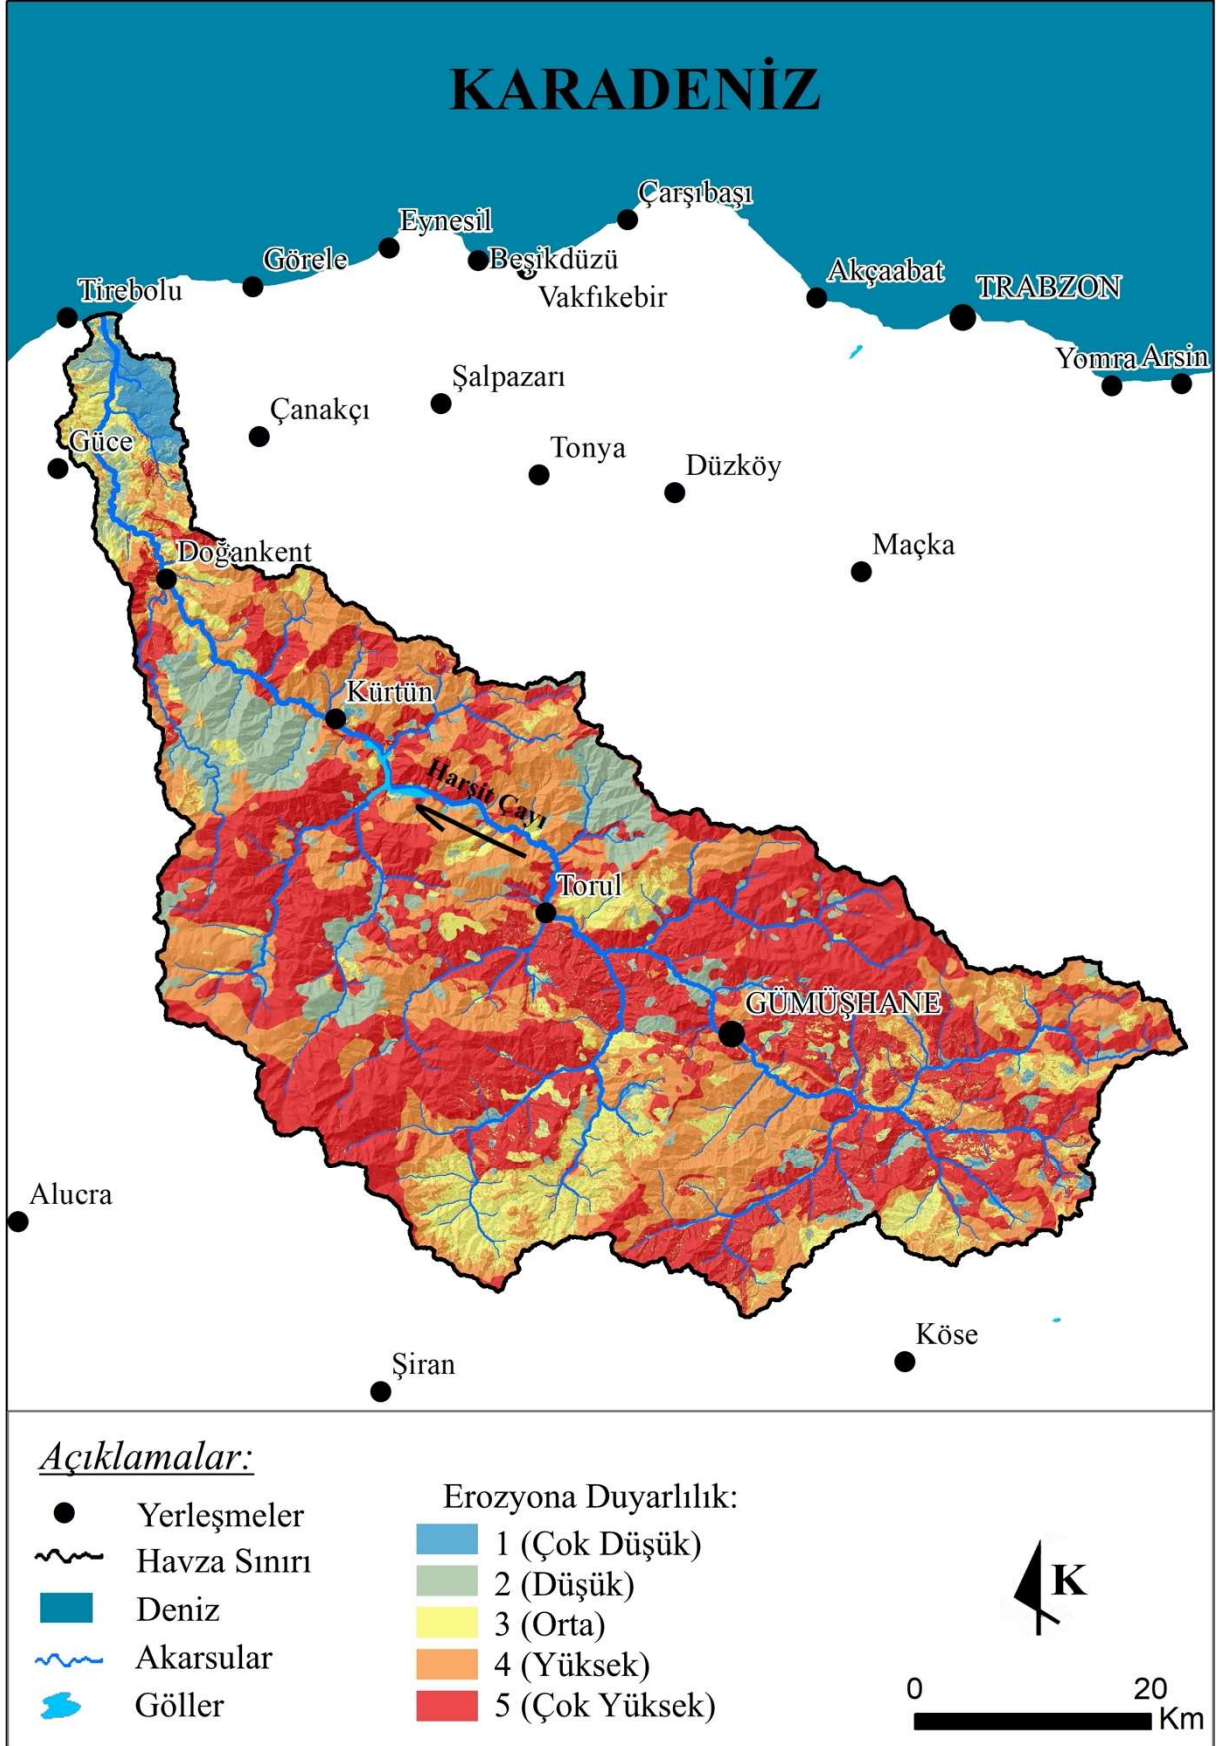 KARADENİZ
Çarşıbaşı
Eynesil
Görele
Beşikdüzü
Akçaabat
TRABZON
Tirebolu
Vakfıkebir
Yomra
Arsin
Şalpazarı
Çanakçı
Güce
Tonya
Düzköy
Doğankent
Maçka
Kürtün
Harşit Çayı
Torul
GÜMÜŞHANE
Alucra
Köse
Şiran
Açıklamalar:
Yerleşmeler
Havza Sınırı
Deniz
Akarsular
Göller
Erozyona Duyarlılık:
1 (Çok Düşük)
2 (Düşük)
3 (Orta)
4 (Yüksek)
5 (Çok Yüksek)
K
0 20
Km